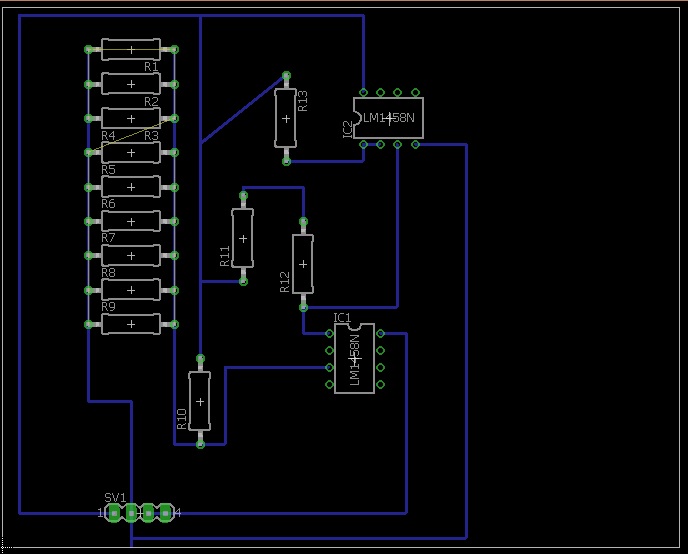 R1
R2
R4
R3
R5
R6
R7
R8
R9
R13
IC2
LM1458N
R11
R12
IC1
LM1458N
R10
SV1
1
4